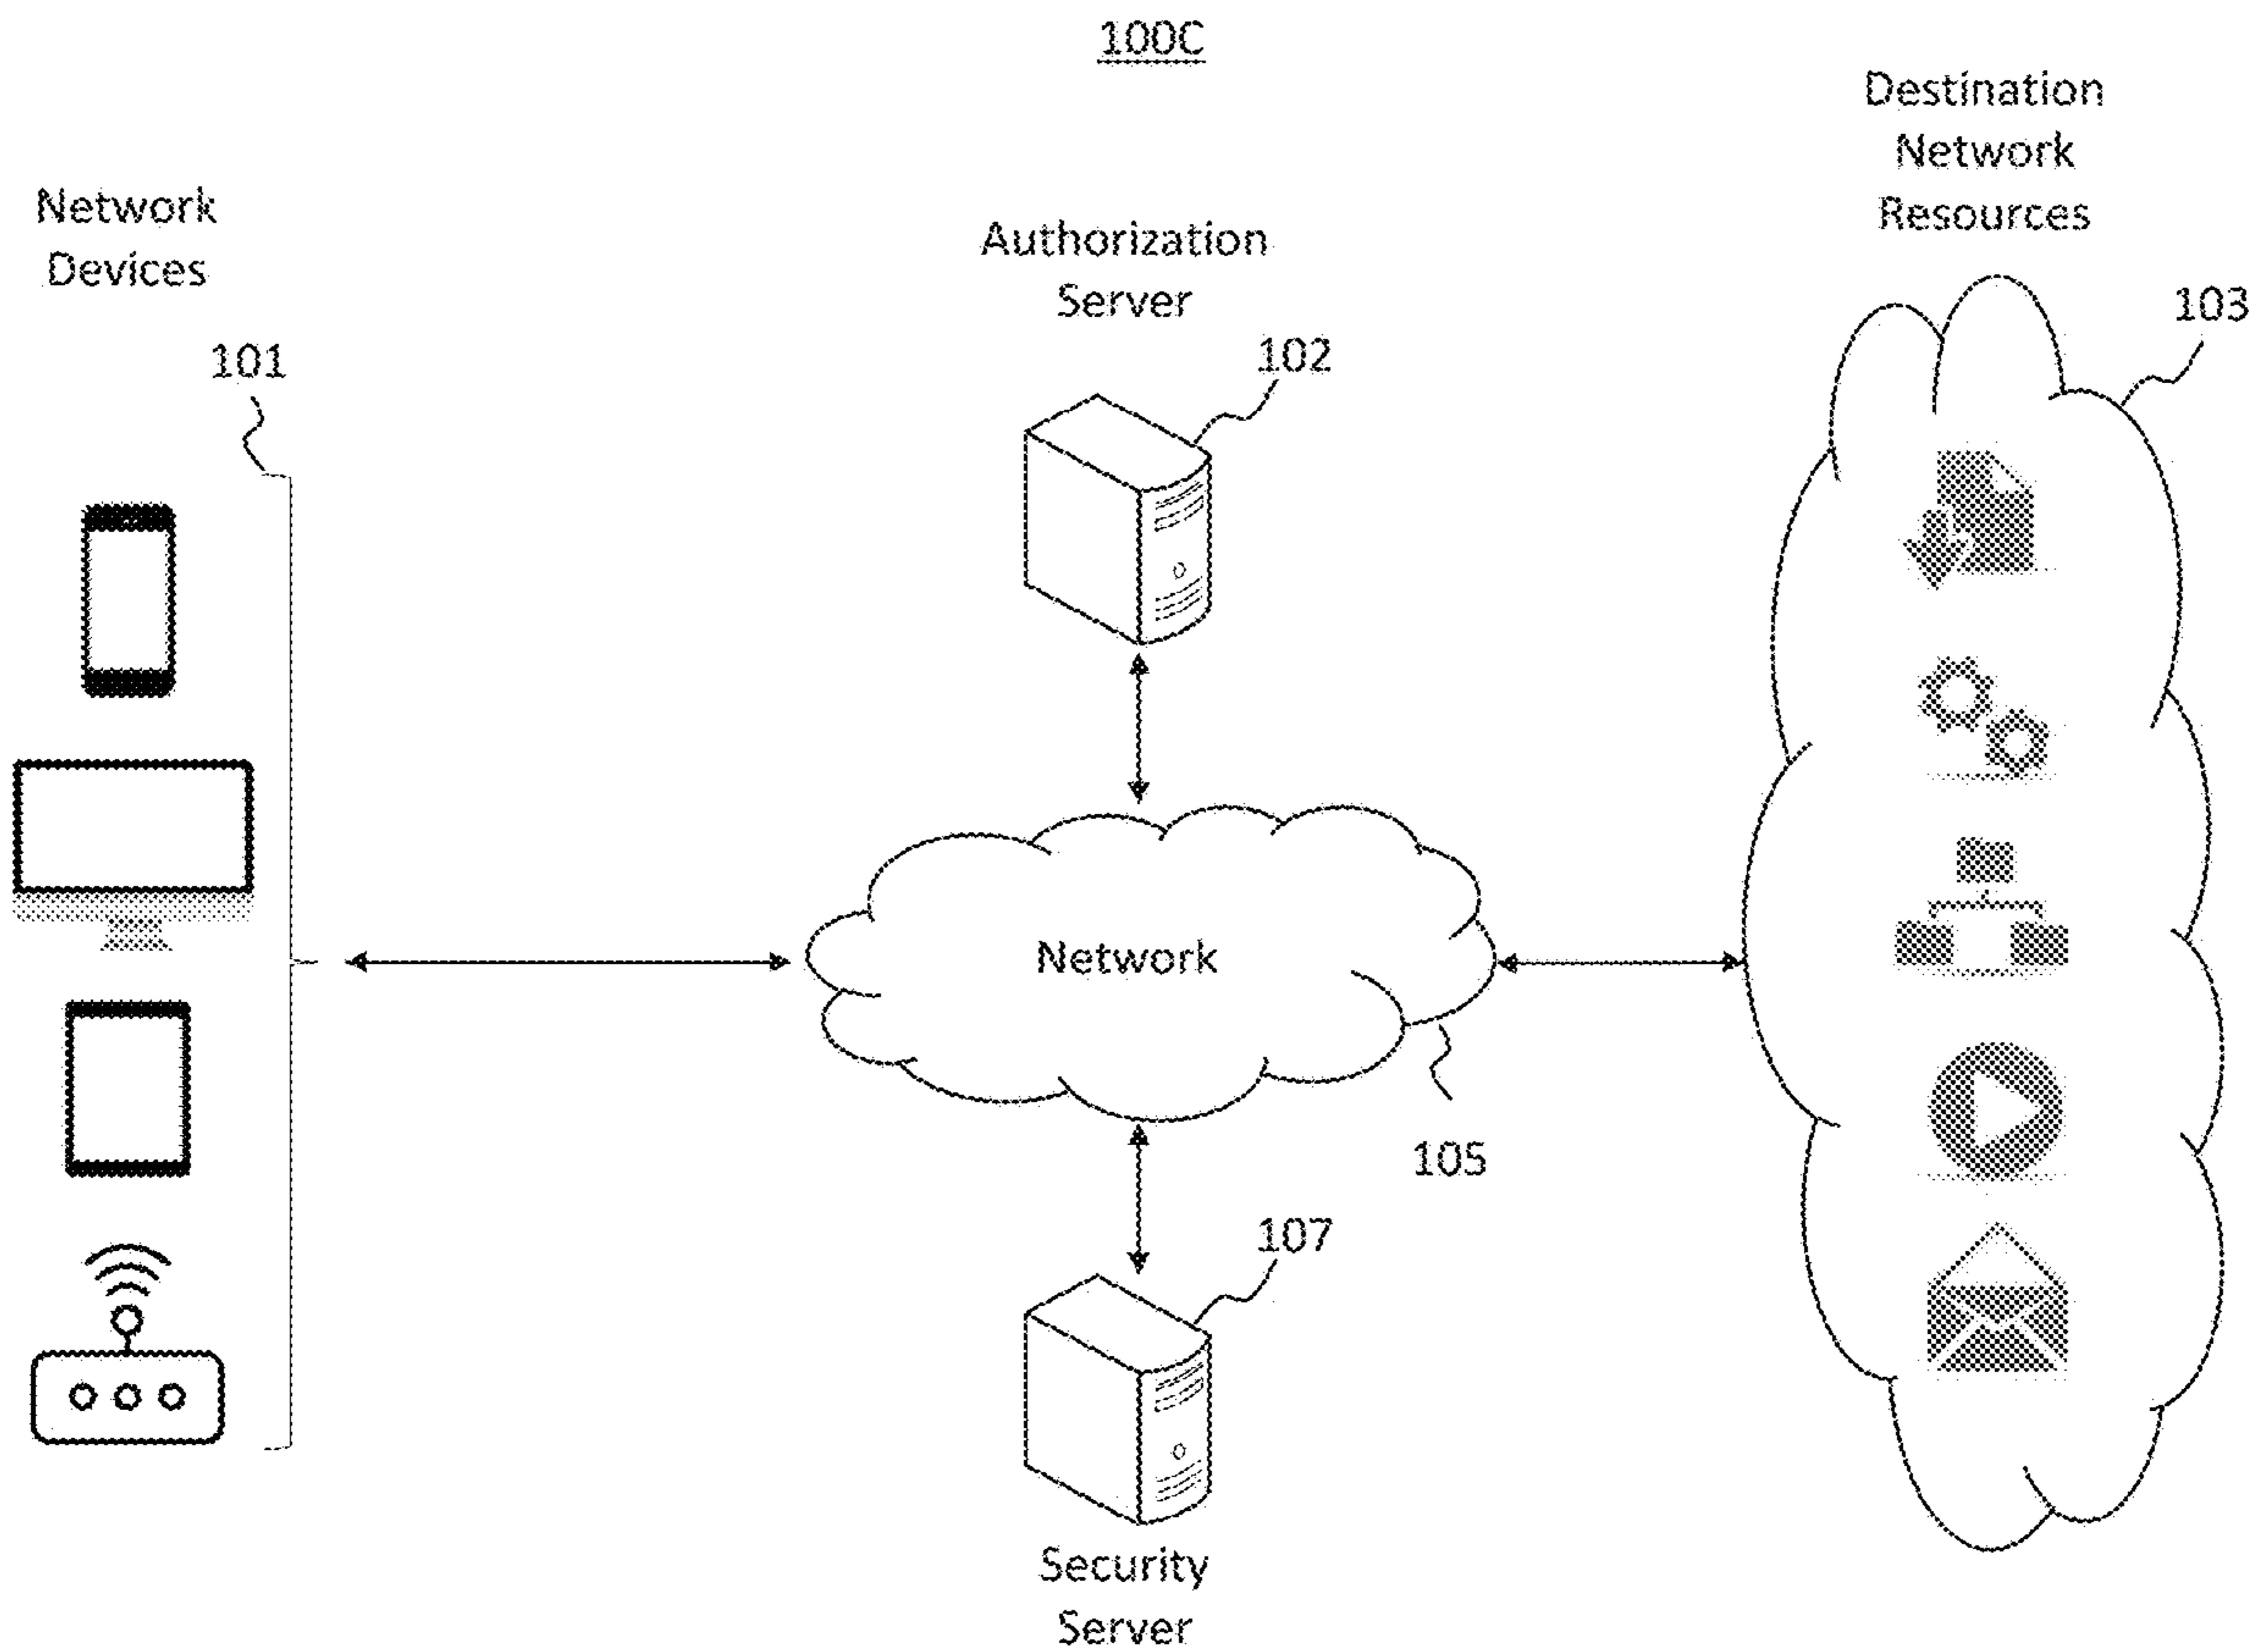 100C
Destination
Network
Resources
Network
Devices
Authorization
Server
103
101
102
Network
105
107
Security
Server